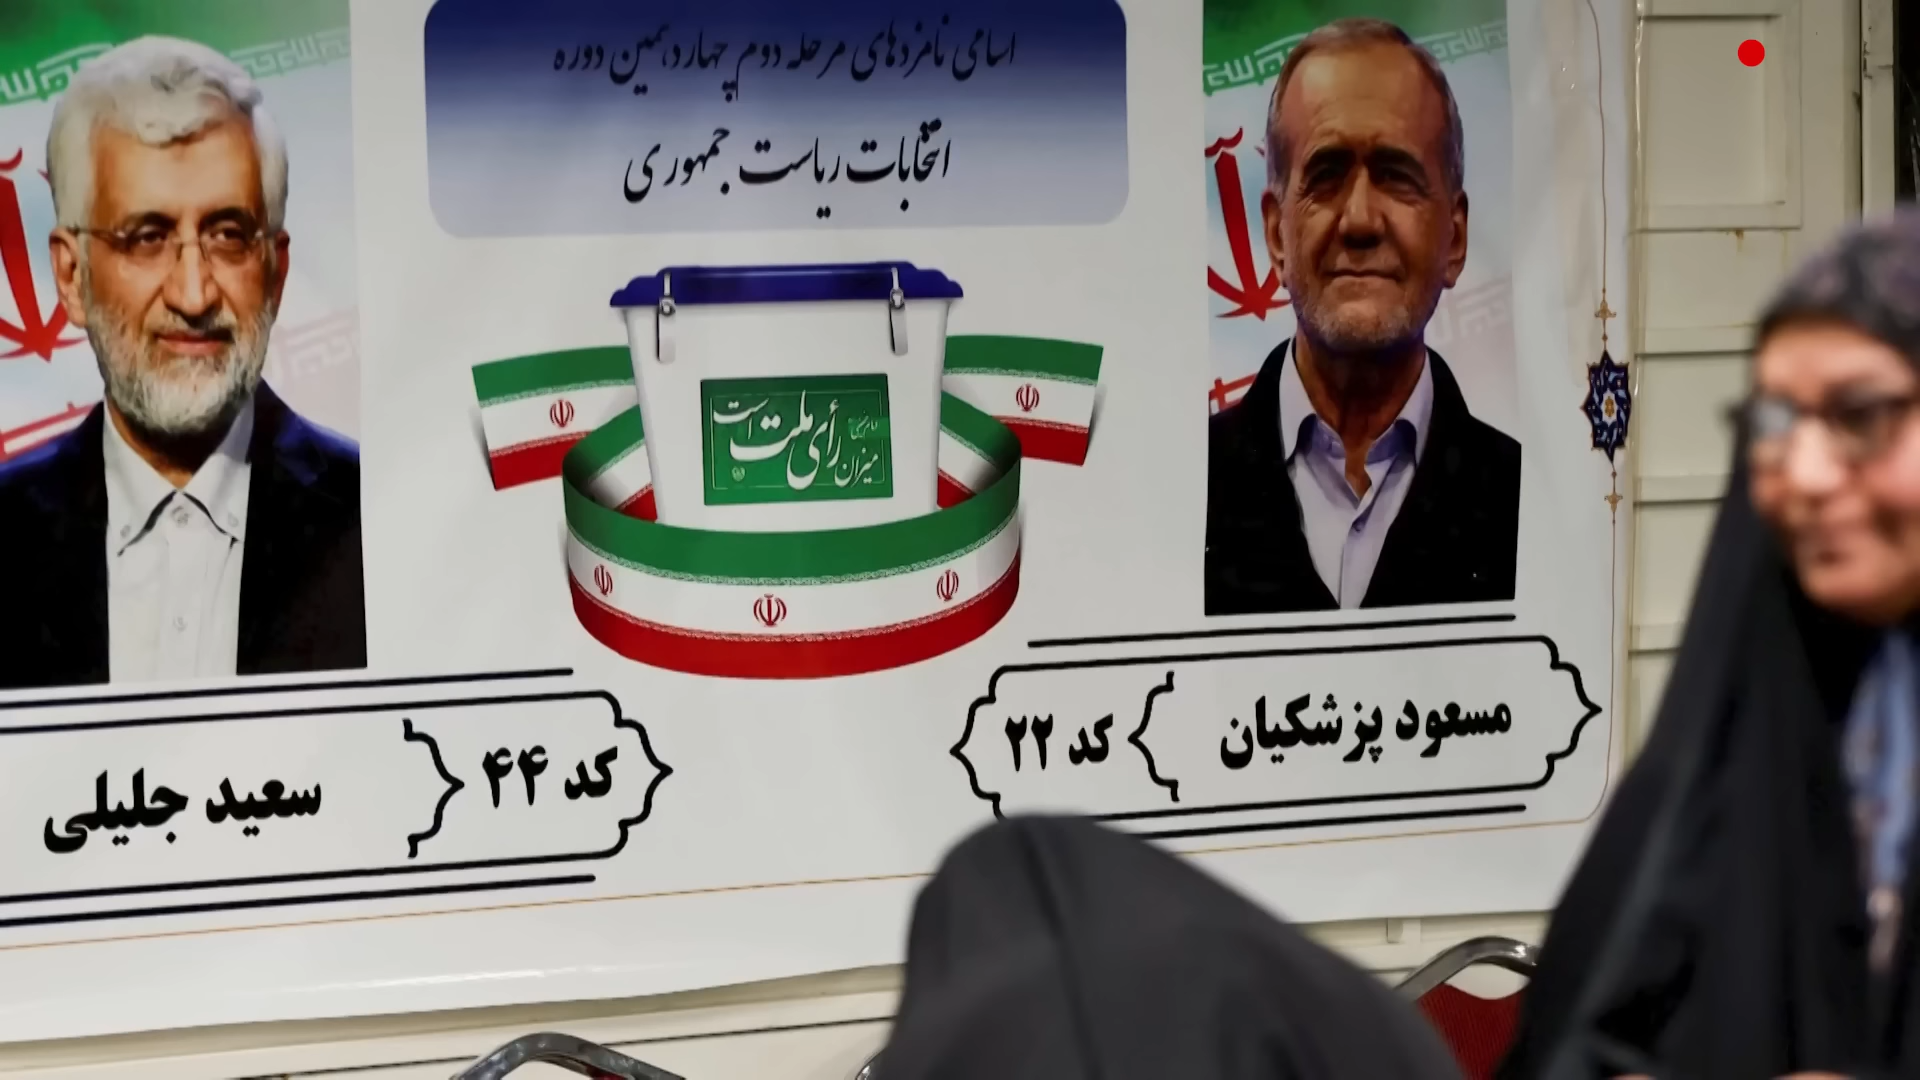 اسامی نامزدهای مرحله دوم چهاردهمین دوره
انتخابات ریاست جمهوری
میزان رأی ملت است
مسعود پزشکیان
کد ۲۲
کد ۴۴
سعید جلیلی